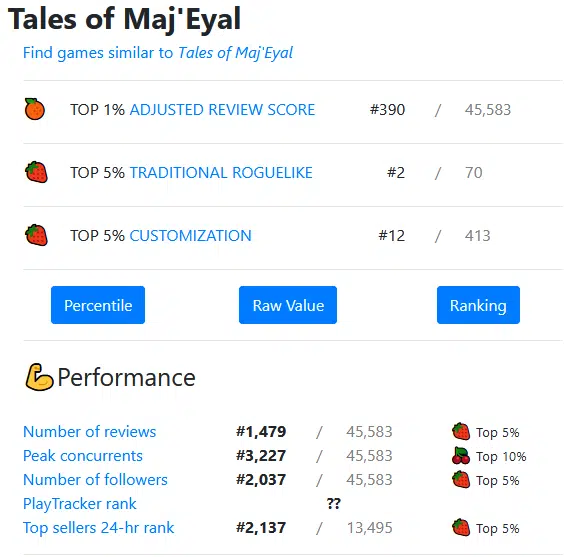 Tales of Maj'Eyal
Find games similar to Tales of Maj'Eyal
TOP 1% ADJUSTED REVIEW SCORE #390 / 45,583
TOP 5% TRADITIONAL ROGUELIKE #2 / 70
TOP 5% CUSTOMIZATION #12 / 413
Percentile Raw Value Ranking
Performance
Number of reviews #1,479 / 45,583 Top 5%
Peak concurrents #3,227 / 45,583 Top 10%
Number of followers #2,037 / 45,583 Top 5%
PlayTracker rank ??
Top sellers 24-hr rank #2,137 / 13,495 Top 5%